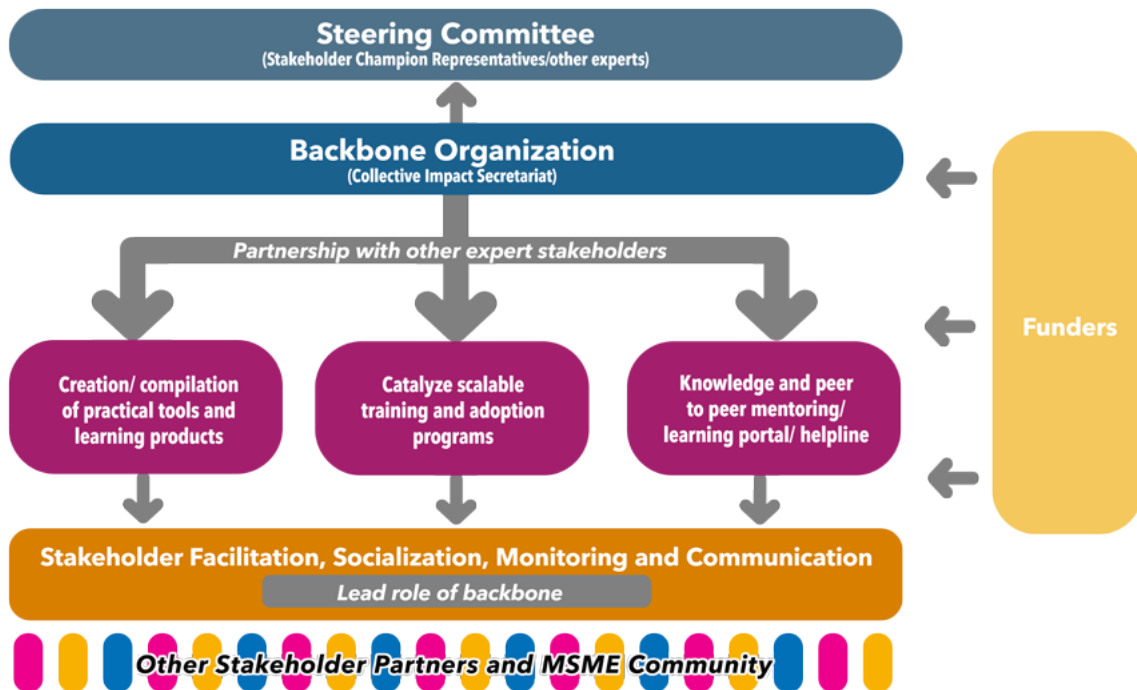 Steering Committee
(Stakeholder Champion Representatives/other experts)
Backbone Organization
(Collective Impact Secretariat)
Partnership with other expert stakeholders
Funders
Creation/ compilation
of practical tools and
learning products
Catalyze scalable
training and adoption
programs
Knowledge and peer
to peer mentoring/
learning portal/ helpline
Stakeholder Facilitation, Socialization, Monitoring and Communication
Lead role of backbone
Other Stakeholder Partners and MSME Community